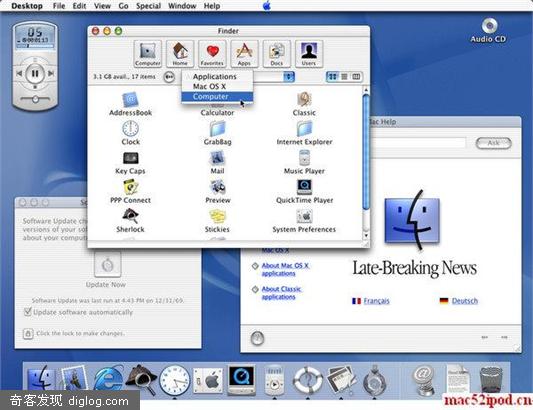 Desktop File Edit View Go Special Window Help
05
Audio CD
Finder
Computer Home Favorites Apps Docs Users
3.1 GB avail., 17 items
Applications
Mac OS X
Computer
AddressBook Calculator Classic
Clock GrabBag Internet Explorer
Key Caps Mail Music Player
PPP Connect Preview QuickTime Player
Sherlock Stickies System Preferences
Mac Help
Ask
Software Update
versions of your
about your
Update Now
Software Update was last run at 4:43 PM on 12/31/69.
Update software automatically
Click the lock to make changes.
Mac OS X
About Mac OS X
applications
About Classic
applications
Late-Breaking News
Français Deutsch
奇客发现 diglog.com
mac52ipod.cn